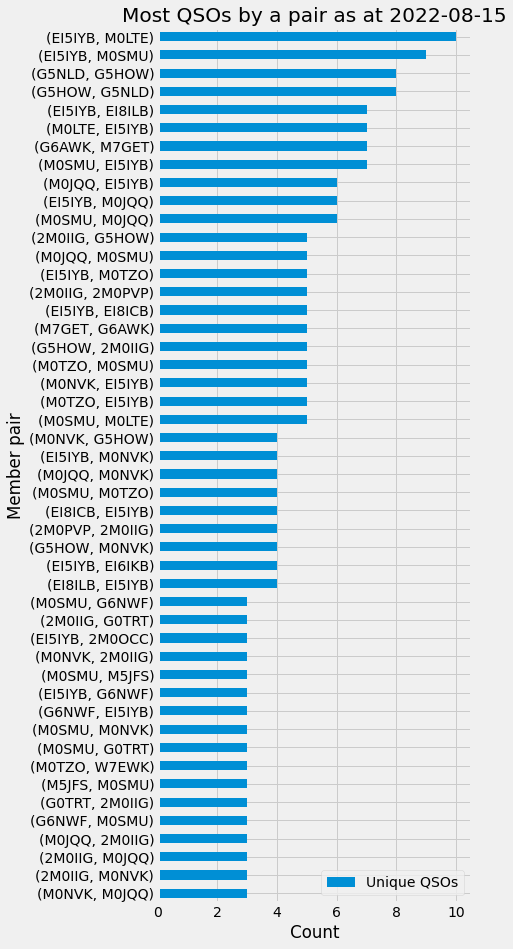 Most QSOs by a pair as at 2022-08-15
(EI5IYB, M0LTE)
(EI5IYB, M0SMU)
(G5NLD, G5HOW)
(G5HOW, G5NLD)
(EI5IYB, EI8ILB)
(M0LTE, EI5IYB)
(G6AWK, M7GET)
(M0SMU, EI5IYB)
(M0JQQ, EI5IYB)
(EI5IYB, M0JQQ)
(M0SMU, M0JQQ)
(2M0IIG, G5HOW)
(M0JQQ, M0SMU)
(EI5IYB, M0TZO)
(2M0IIG, 2M0PVP)
(EI5IYB, EI8ICB)
(M7GET, G6AWK)
(G5HOW, 2M0IIG)
(M0TZO, M0SMU)
(M0NVK, EI5IYB)
(M0TZO, EI5IYB)
(M0SMU, M0LTE)
(M0NVK, G5HOW)
(EI5IYB, M0NVK)
(M0JQQ, M0NVK)
(M0SMU, M0TZO)
(EI8ICB, EI5IYB)
(2M0PVP, 2M0IIG)
(G5HOW, M0NVK)
(EI5IYB, EI6IKB)
(EI8ILB, EI5IYB)
(M0SMU, G6NWF)
(2M0IIG, G0TRT)
(EI5IYB, 2M0OCC)
(M0NVK, 2M0IIG)
(M0SMU, M5JFS)
(EI5IYB, G6NWF)
(G6NWF, EI5IYB)
(M0SMU, M0NVK)
(M0SMU, G0TRT)
(M0TZO, W7EWK)
(M5JFS, M0SMU)
(G0TRT, 2M0IIG)
(G6NWF, M0SMU)
(M0JQQ, 2M0IIG)
(2M0IIG, M0JQQ)
(2M0IIG, M0NVK)
(M0NVK, M0JQQ)
Member pair
Unique QSOs
0 2 4 6 8 10
Count